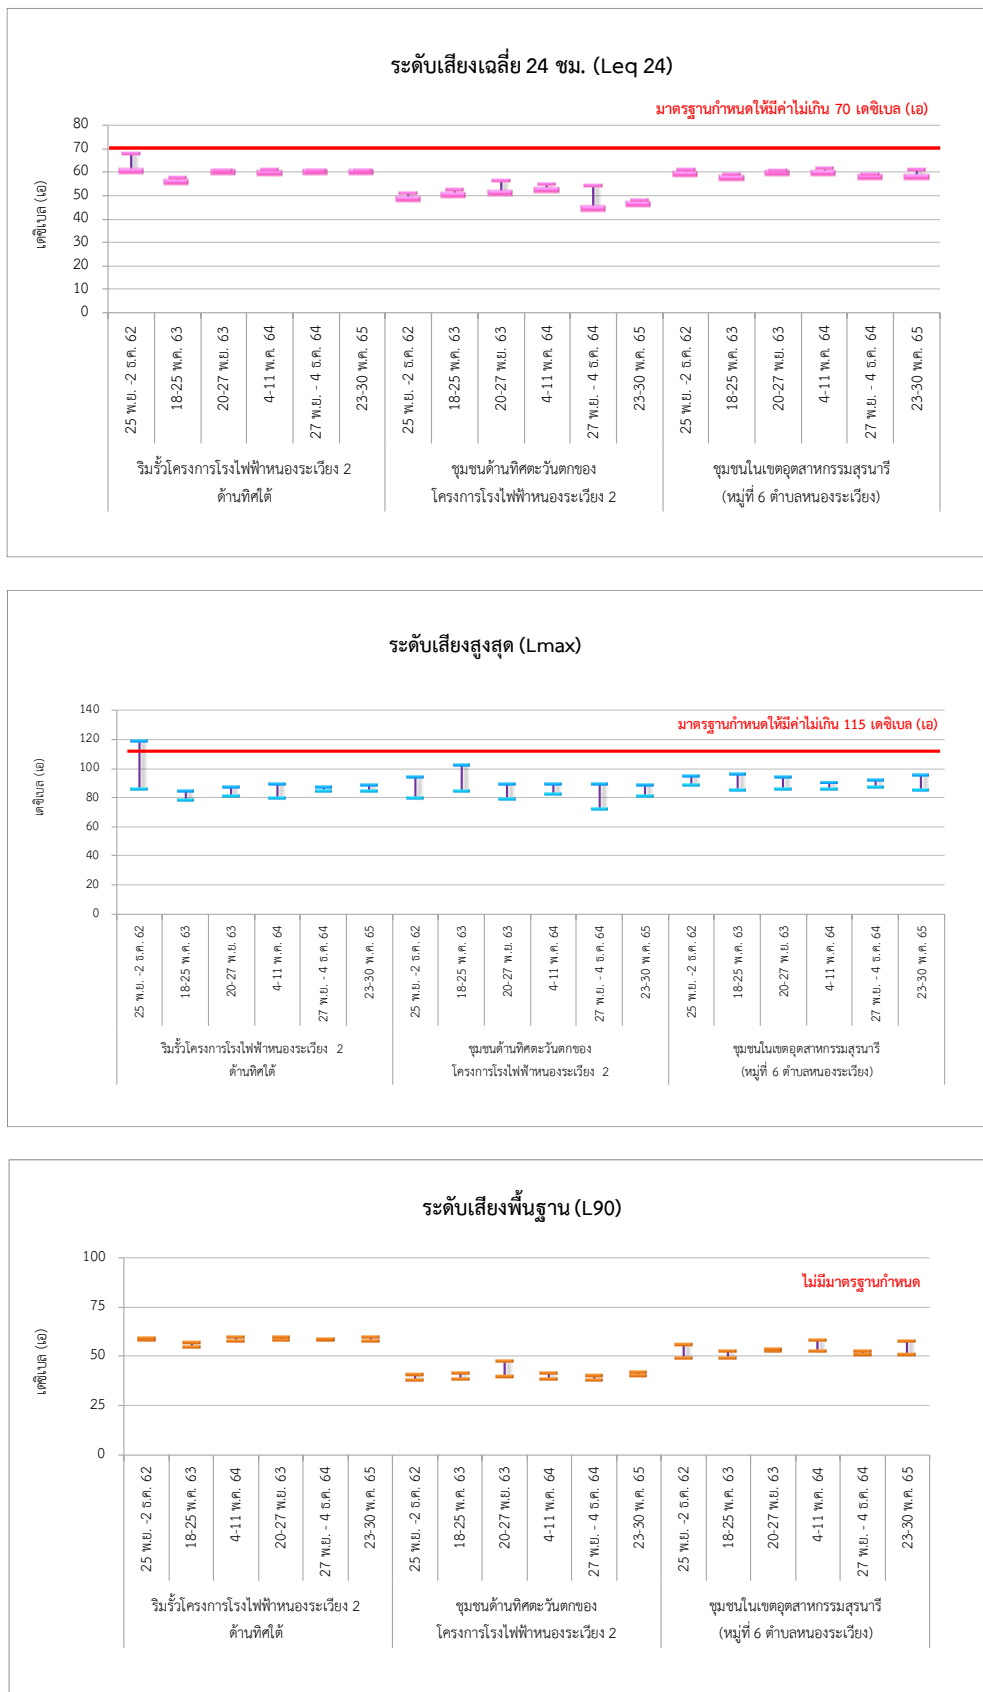 ระดับเสียงเฉลี่ย 24 ชม. (Leq 24)
มาตรฐานกำหนดให้มีค่าไม่เกิน 70 เดซิเบล (เอ)
80
70
60
50
40
30
20
10
0
เดซิเบล (เอ)
25 พ.ย. -2 ธ.ค. 62
18-25 พ.ค. 63
20-27 พ.ย. 63
4-11 พ.ค. 64
27 พ.ย. - 4 ธ.ค. 64
23-30 พ.ค. 65
25 พ.ย. -2 ธ.ค. 62
18-25 พ.ค. 63
20-27 พ.ย. 63
4-11 พ.ค. 64
27 พ.ย. - 4 ธ.ค. 64
23-30 พ.ค. 65
25 พ.ย. -2 ธ.ค. 62
18-25 พ.ค. 63
20-27 พ.ย. 63
4-11 พ.ค. 64
27 พ.ย. - 4 ธ.ค. 64
23-30 พ.ค. 65
ริมรั้วโครงการโรงไฟฟ้าหนองระเวียง 2
ด้านทิศใต้
ชุมชนด้านทิศตะวันตกของ
โครงการโรงไฟฟ้าหนองระเวียง 2
ชุมชนในเขตอุตสาหกรรมสุรนารี
(หมู่ที่ 6 ตำบลหนองระเวียง)
ระดับเสียงสูงสุด (Lmax)
มาตรฐานกำหนดให้มีค่าไม่เกิน 115 เดซิเบล (เอ)
140
120
100
80
60
40
20
0
เดซิเบล (เอ)
25 พ.ย. -2 ธ.ค. 62
18-25 พ.ค. 63
20-27 พ.ย. 63
4-11 พ.ค. 64
27 พ.ย. - 4 ธ.ค. 64
23-30 พ.ค. 65
25 พ.ย. -2 ธ.ค. 62
18-25 พ.ค. 63
20-27 พ.ย. 63
4-11 พ.ค. 64
27 พ.ย. - 4 ธ.ค. 64
23-30 พ.ค. 65
25 พ.ย. -2 ธ.ค. 62
18-25 พ.ค. 63
20-27 พ.ย. 63
4-11 พ.ค. 64
27 พ.ย. - 4 ธ.ค. 64
23-30 พ.ค. 65
ริมรั้วโครงการโรงไฟฟ้าหนองระเวียง 2
ด้านทิศใต้
ชุมชนด้านทิศตะวันตกของ
โครงการโรงไฟฟ้าหนองระเวียง 2
ชุมชนในเขตอุตสาหกรรมสุรนารี
(หมู่ที่ 6 ตำบลหนองระเวียง)
ระดับเสียงพื้นฐาน (L90)
ไม่มีมาตรฐานกำหนด
100
75
50
25
0
เดซิเบล (เอ)
25 พ.ย. -2 ธ.ค. 62
18-25 พ.ค. 63
4-11 พ.ค. 64
20-27 พ.ย. 63
27 พ.ย. - 4 ธ.ค. 64
23-30 พ.ค. 65
25 พ.ย. -2 ธ.ค. 62
18-25 พ.ค. 63
20-27 พ.ย. 63
4-11 พ.ค. 64
27 พ.ย. - 4 ธ.ค. 64
23-30 พ.ค. 65
25 พ.ย. -2 ธ.ค. 62
18-25 พ.ค. 63
20-27 พ.ย. 63
4-11 พ.ค. 64
27 พ.ย. - 4 ธ.ค. 64
23-30 พ.ค. 65
ริมรั้วโครงการโรงไฟฟ้าหนองระเวียง 2
ด้านทิศใต้
ชุมชนด้านทิศตะวันตกของ
โครงการโรงไฟฟ้าหนองระเวียง 2
ชุมชนในเขตอุตสาหกรรมสุรนารี
(หมู่ที่ 6 ตำบลหนองระเวียง)